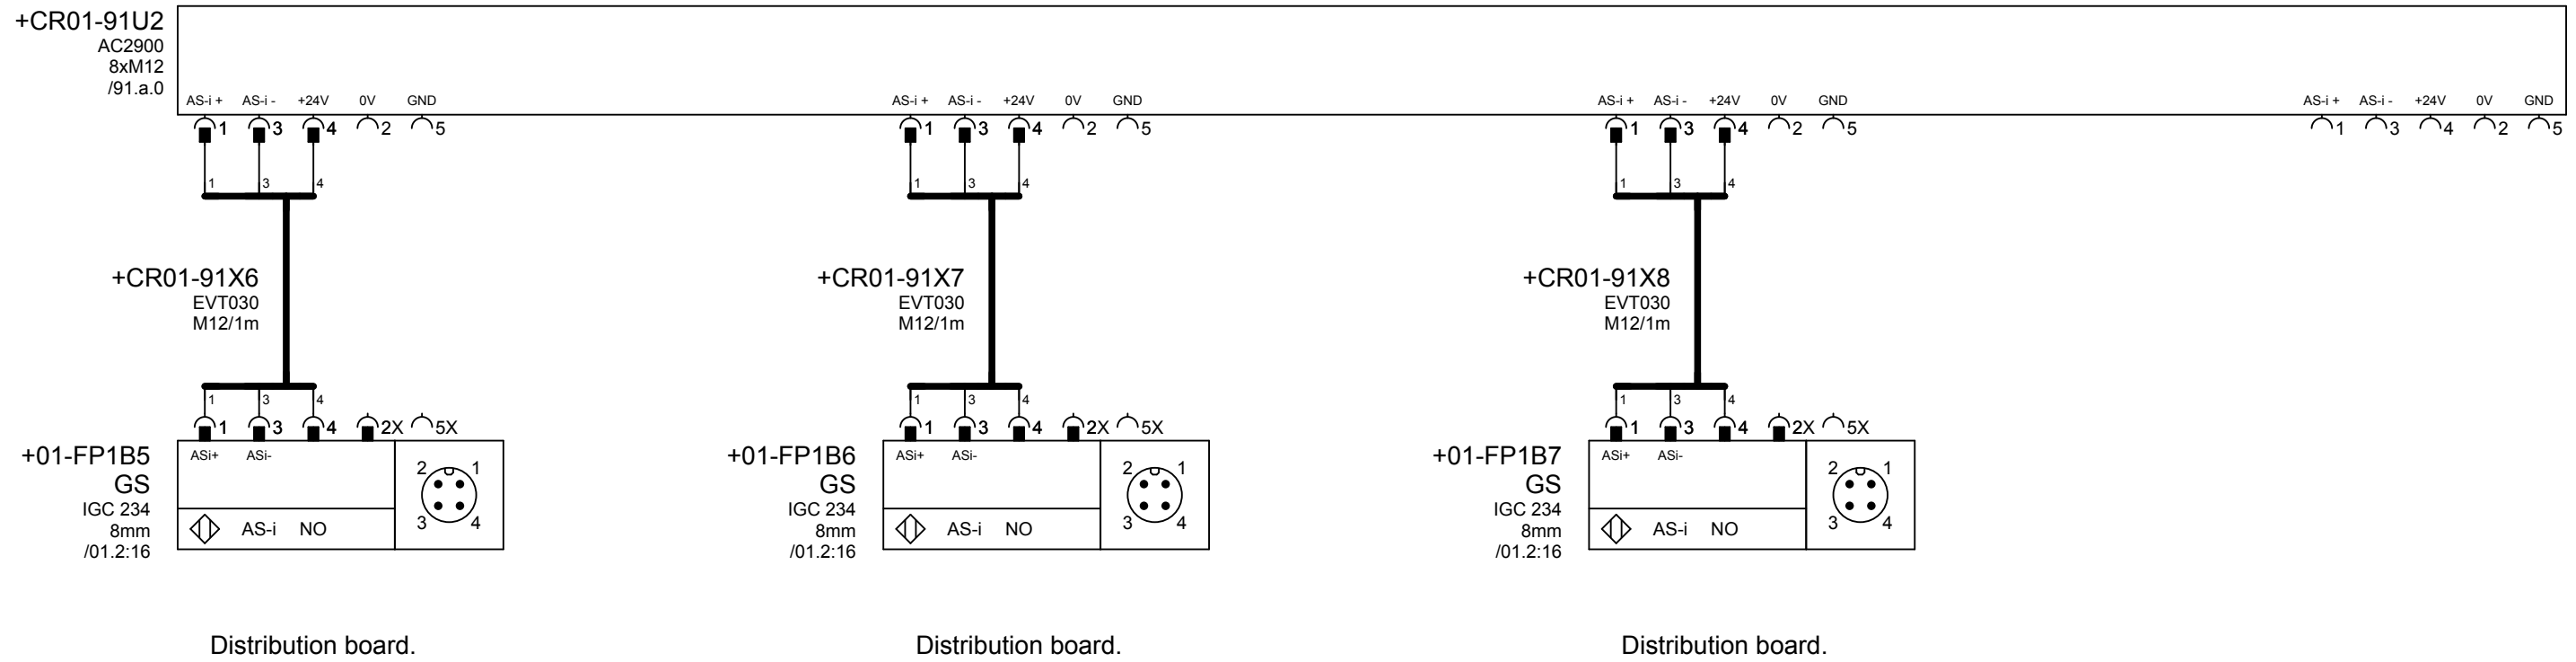 +CR01-91U2
AC2900
8xM12
/91.a.0
AS-i + AS-i - +24V 0V GND AS-i + AS-i - +24V 0V GND AS-i + AS-i - +24V 0V GND AS-i + AS-i - +24V 0V GND
1 3 4 2 5 1 3 4 2 5 1 3 4 2 5 1 3 4 2 5
1 3 4 1 3 4 1 3 4
+CR01-91X6
EVT030
M12/1m
+CR01-91X7
EVT030
M12/1m
+CR01-91X8
EVT030
M12/1m
1 3 4 1 3 4 1 3 4
1 3 4 2X 5X 1 3 4 2X 5X 1 3 4 2X 5X
+01-FP1B5
GS
IGC 234
8mm
/01.2:16
ASi+ ASi-
2 1
3 4
AS-i NO
+01-FP1B6
GS
IGC 234
8mm
/01.2:16
ASi+ ASi-
2 1
3 4
AS-i NO
+01-FP1B7
GS
IGC 234
8mm
/01.2:16
ASi+ ASi-
2 1
3 4
AS-i NO
Distribution board. Distribution board. Distribution board.